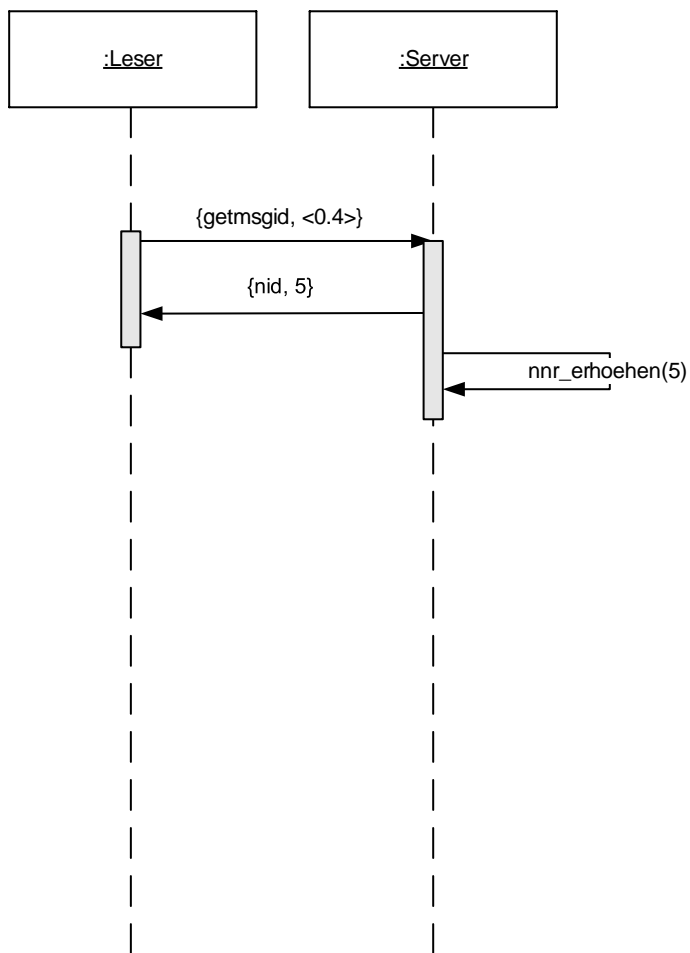 :Leser
:Server
{getmsgid, <0.4>}
{nid, 5}
nnr_erhoehen(5)